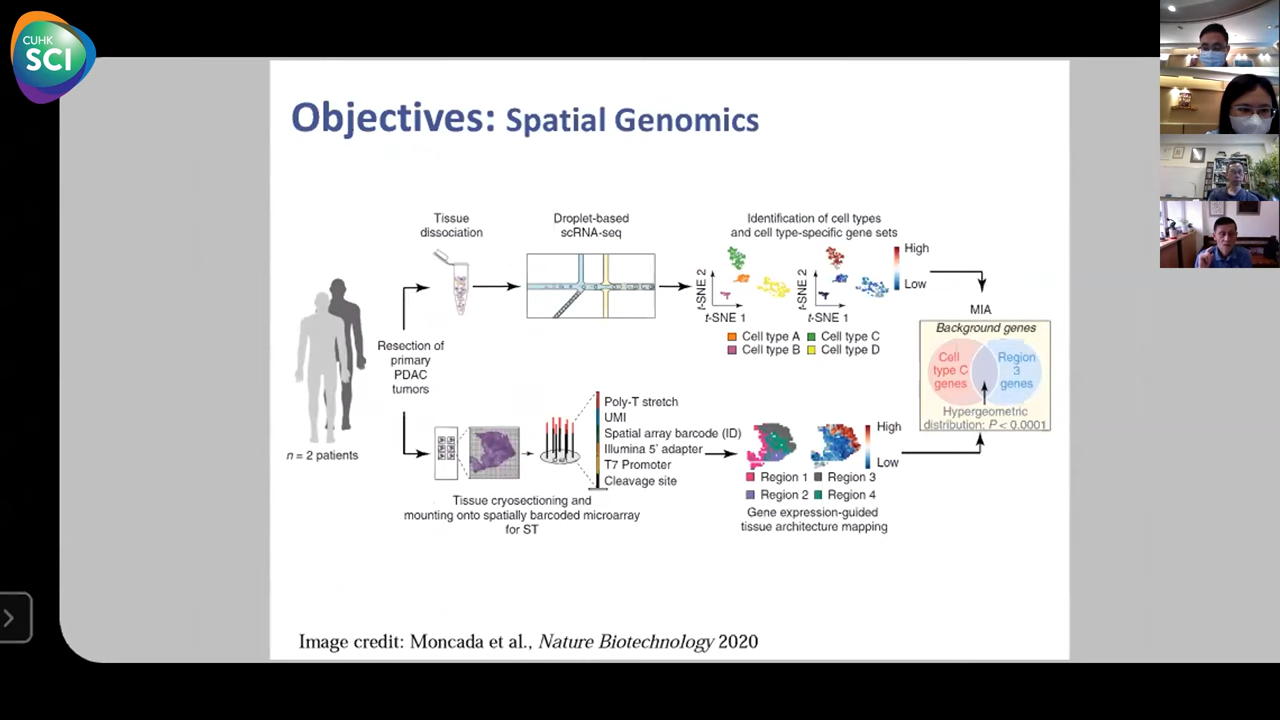 CUHK
SCI
Objectives: Spatial Genomics
Tissue
dissociation
Droplet-based
scRNA-seq
Identification of cell types
and cell type-specific gene sets
High
Low
t-SNE 2
t-SNE 1
t-SNE 2
t-SNE 1
Cell type A
Cell type C
Cell type B
Cell type D
MIA
Background genes
Cell
type C
genes
Region
3
genes
Hypergeometric
distribution: P < 0.0001
Resection of
primary
PDAC
tumors
n = 2 patients
Poly-T stretch
UMI
Spatial array barcode (ID)
Illumina 5' adapter
T7 Promoter
Cleavage site
Tissue cryosectioning and
mounting onto spatially barcoded microarray
for ST
High
Low
Region 1
Region 3
Region 2
Region 4
Gene expression-guided
tissue architecture mapping
Image credit: Moncada et al., Nature Biotechnology 2020